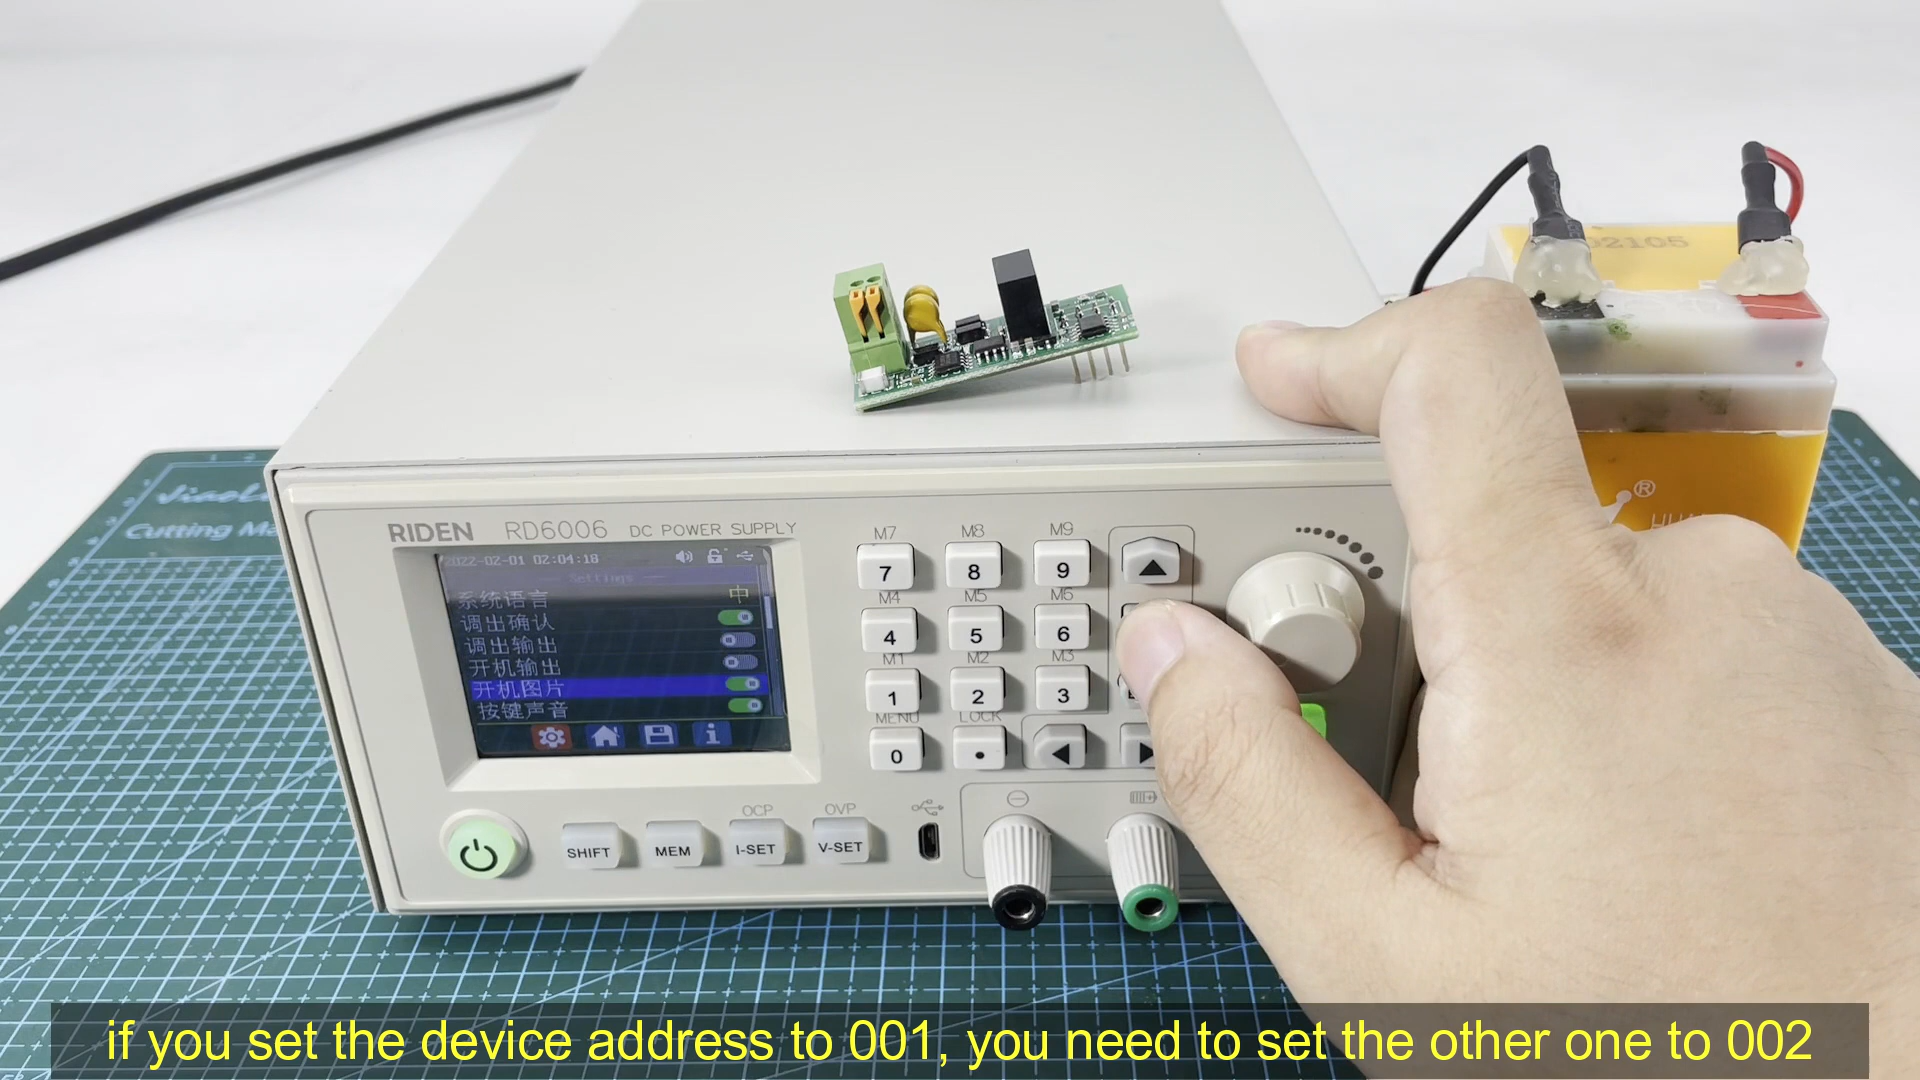 02105
Cutting Ma
RIDEN RD6006 DC POWER SUPPLY
2022-02-01 02:04:18
Settings
系统语言 中
调出确认
调出输出
开机输出
开机图片
按键声音
M7 M8 M9
7 8 9
M4 M5 M6
4 5 6
M1 M2 M3
1 2 3
MENU LOCK
0 .
OCP OVP
SHIFT MEM I-SET V-SET
®
if you set the device address to 001, you need to set the other one to 002